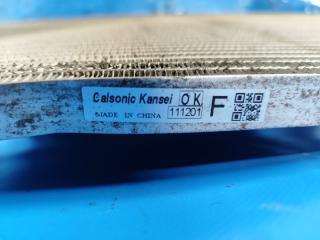 Calsonic Kansei OK
MADE IN CHINA 111201 F